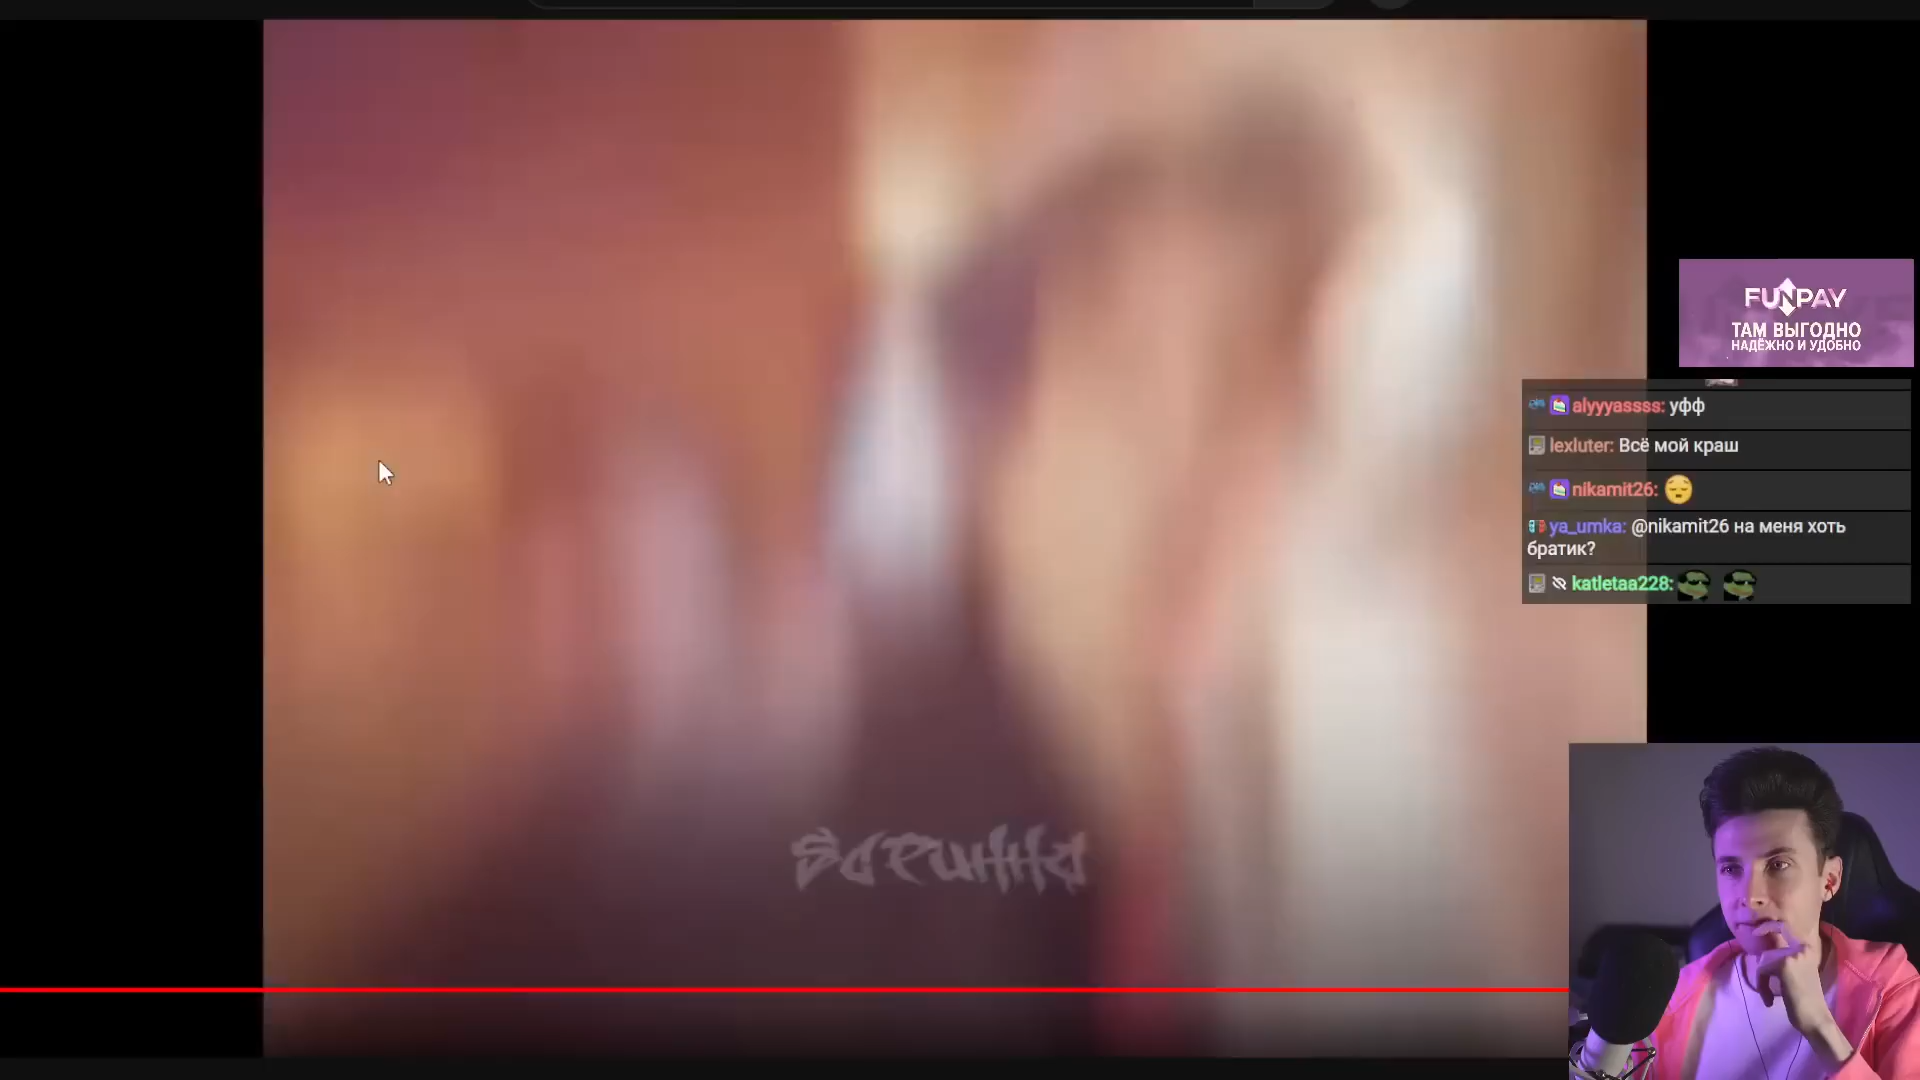 FUNPAY
ТАМ ВЫГОДНО
НАДЁЖНО И УДОБНО
alyyyassss: уфф
lexluter: Всё мой краш
nikamit26:
ya_umka: @nikamit26 на меня хоть
братик?
katletaa228: